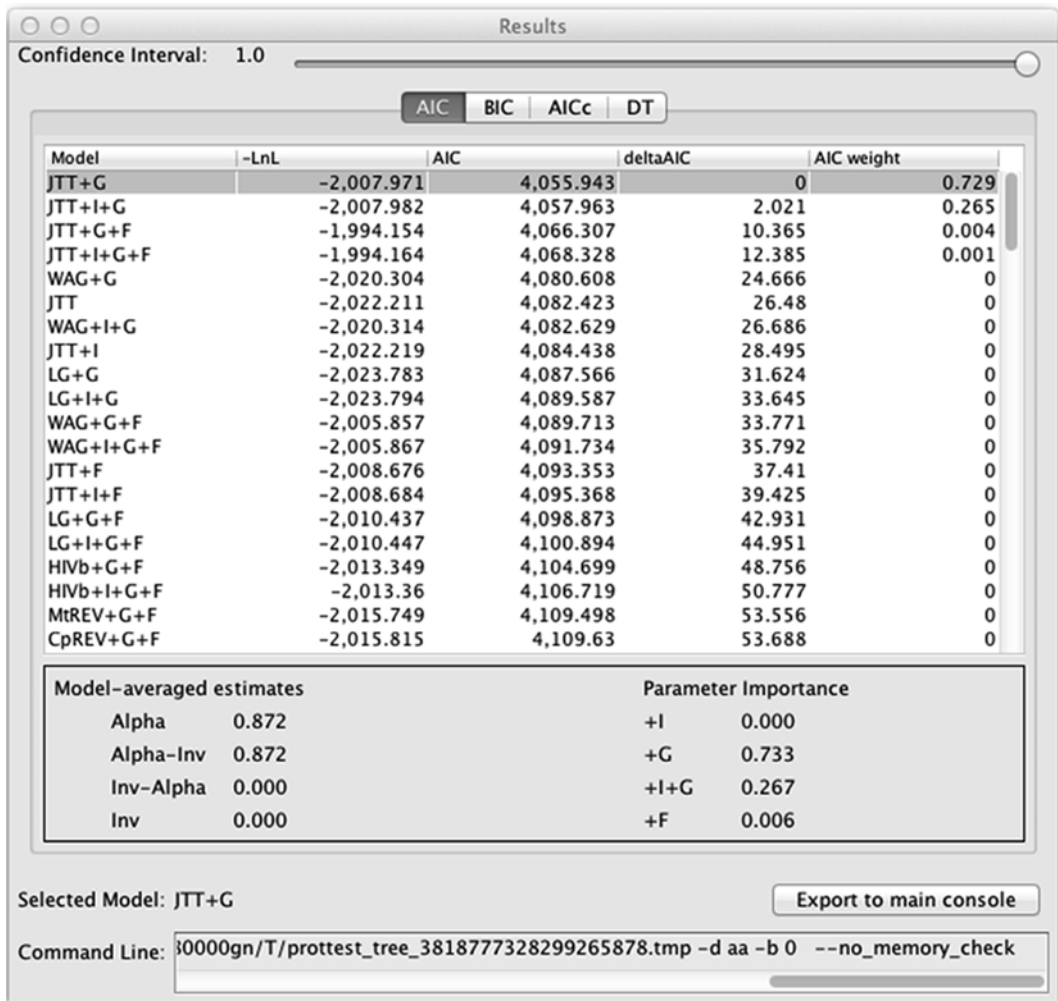 Results
Confidence Interval: 1.0
AIC BIC AICc DT
Model -LnL AIC deltaAIC AIC weight
JTT+G -2,007.971 4,055.943 0 0.729
JTT+I+G -2,007.982 4,057.963 2.021 0.265
JTT+G+F -1,994.154 4,066.307 10.365 0.004
JTT+I+G+F -1,994.164 4,068.328 12.385 0.001
WAG+G -2,020.304 4,080.608 24.666 0
JTT -2,022.211 4,082.423 26.48 0
WAG+I+G -2,020.314 4,082.629 26.686 0
JTT+I -2,022.219 4,084.438 28.495 0
LG+G -2,023.783 4,087.566 31.624 0
LG+I+G -2,023.794 4,089.587 33.645 0
WAG+G+F -2,005.857 4,089.713 33.771 0
WAG+I+G+F -2,005.867 4,091.734 35.792 0
JTT+F -2,008.676 4,093.353 37.41 0
JTT+I+F -2,008.684 4,095.368 39.425 0
LG+G+F -2,010.437 4,098.873 42.931 0
LG+I+G+F -2,010.447 4,100.894 44.951 0
HIVb+G+F -2,013.349 4,104.699 48.756 0
HIVb+I+G+F -2,013.36 4,106.719 50.777 0
MtREV+G+F -2,015.749 4,109.498 53.556 0
CpREV+G+F -2,015.815 4,109.63 53.688 0
Model-averaged estimates Parameter Importance
Alpha 0.872 +I 0.000
Alpha-Inv 0.872 +G 0.733
Inv-Alpha 0.000 +I+G 0.267
Inv 0.000 +F 0.006
Selected Model: JTT+G Export to main console
Command Line: 30000gn/T/prottest_tree_3818777328299265878.tmp -d aa -b 0 --no_memory_check